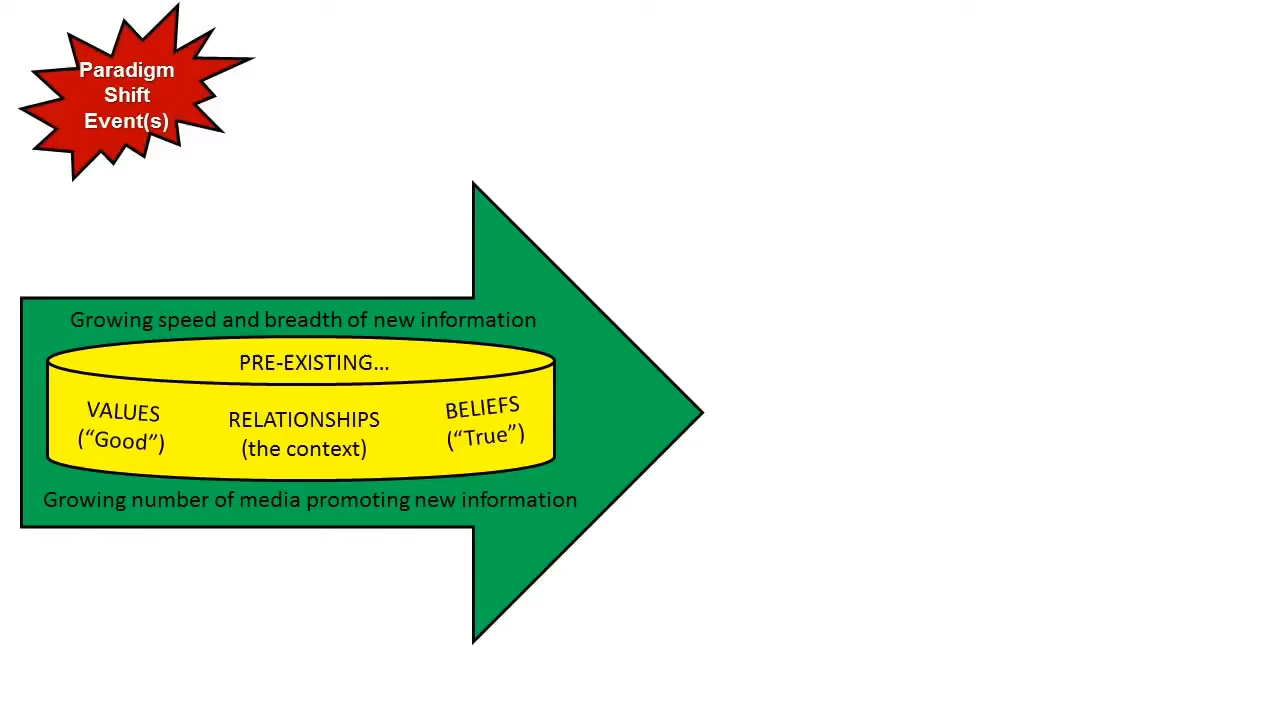 Paradigm
Shift
Event(s)
Growing speed and breadth of new information
PRE-EXISTING...
VALUES
(“Good”)
RELATIONSHIPS
(the context)
BELIEFS
(“True”)
Growing number of media promoting new information